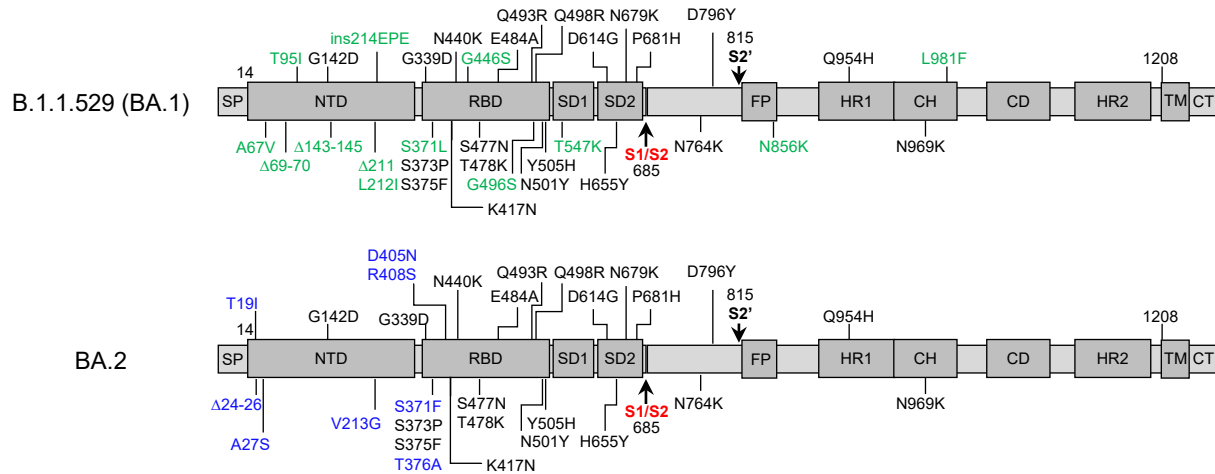 Q493R Q498R N679K D796Y
ins214EPE N440K E484A D614G P681H 815
T95I G142D G339D G446S S2’ Q954H L981F 1208
14
B.1.1.529 (BA.1)
SP NTD RBD SD1 SD2 FP HR1 CH CD HR2 TM CT
A67V Δ143-145 S371L S477N T547K S1/S2 N764K N856K N969K
Δ69-70 Δ211 S373P T478K Y505H 685
L212I S375F G496S N501Y H655Y
K417N
D405N
R408S Q493R Q498R N679K D796Y
N440K E484A D614G P681H 815
T19I G142D G339D S2’ Q954H 1208
14
BA.2
SP NTD RBD SD1 SD2 FP HR1 CH CD HR2 TM CT
Δ24-26 S371F S477N S1/S2 N764K N969K
V213G S373P T478K Y505H 685
A27S S375F N501Y H655Y
T376A K417N